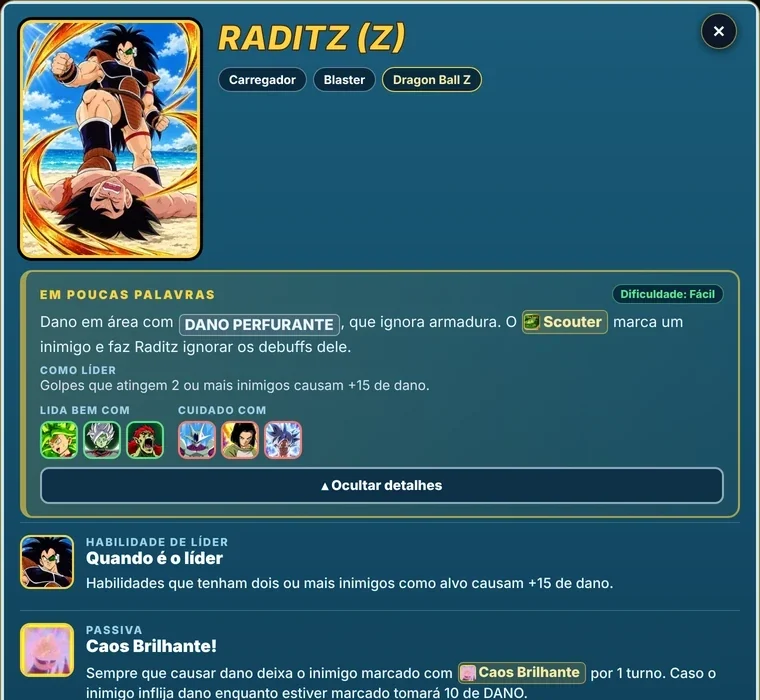 RADITZ (Z)
✕
Carregador Blaster Dragon Ball Z
EM POUCAS PALAVRAS
Dificuldade: Fácil
Dano em área com DANO PERFURANTE, que ignora armadura. O Scouter marca um
inimigo e faz Raditz ignorar os debuffs dele.
COMO LÍDER
Golpes que atingem 2 ou mais inimigos causam +15 de dano.
LIDA BEM COM CUIDADO COM
▴ Ocultar detalhes
HABILIDADE DE LÍDER
Quando é o líder
Habilidades que tenham dois ou mais inimigos como alvo causam +15 de dano.
PASSIVA
Caos Brilhante!
Sempre que causar dano deixa o inimigo marcado com Caos Brilhante por 1 turno. Caso o
inimigo inflija dano enquanto estiver marcado tomará 10 de DANO.